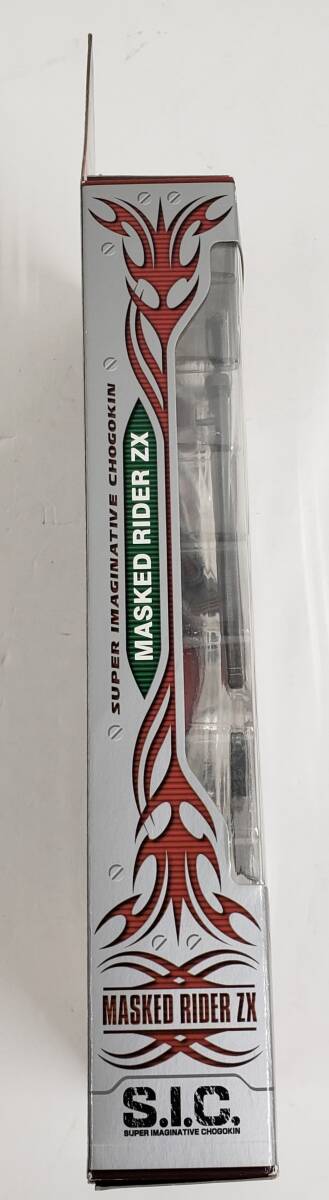 SUPER IMAGINATIVE CHOGOKIN
MASKED RIDER ZX
MASKED RIDER ZX
S.I.C.
SUPER IMAGINATIVE CHOGOKIN